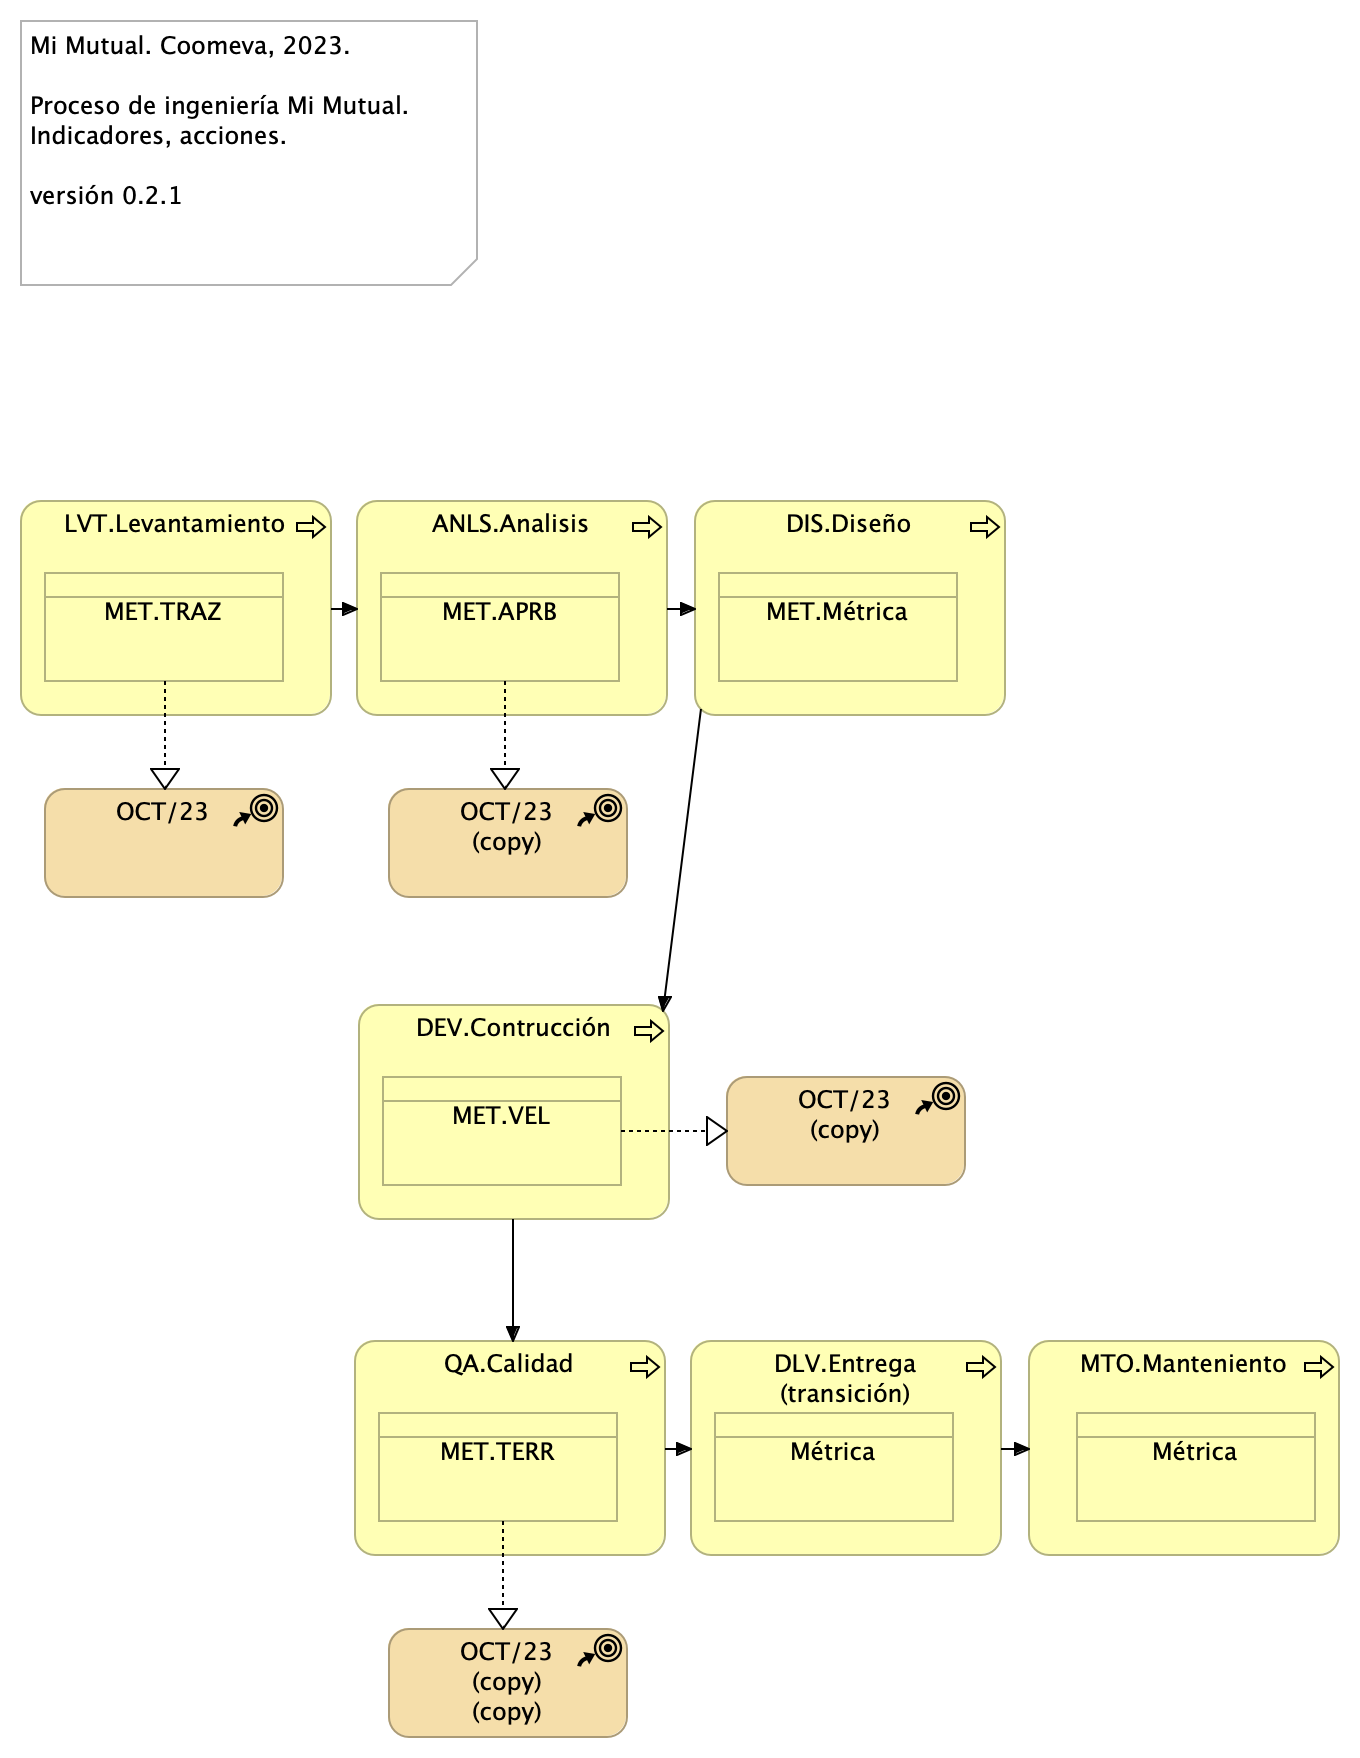 Mi Mutual. Coomeva, 2023.
Proceso de ingeniería Mi Mutual.
Indicadores, acciones.
versión 0.2.1
LVT.Levantamiento
MET.TRAZ
ANLS.Analisis
MET.APRB
DIS.Diseño
MET.Métrica
OCT/23
OCT/23
(copy)
DEV.Contrucción
MET.VEL
OCT/23
(copy)
QA.Calidad
MET.TERR
DLV.Entrega
(transición)
Métrica
MTO.Manteniento
Métrica
OCT/23
(copy)
(copy)